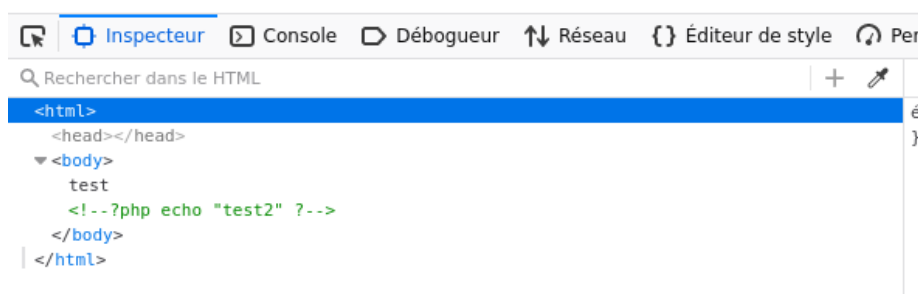 Inspecteur Console Débogueur Réseau {} Éditeur de style Per
Rechercher dans le HTML +
<html> é
<head></head> }
<body>
test
<!--?php echo "test2" ?-->
</body>
</html>